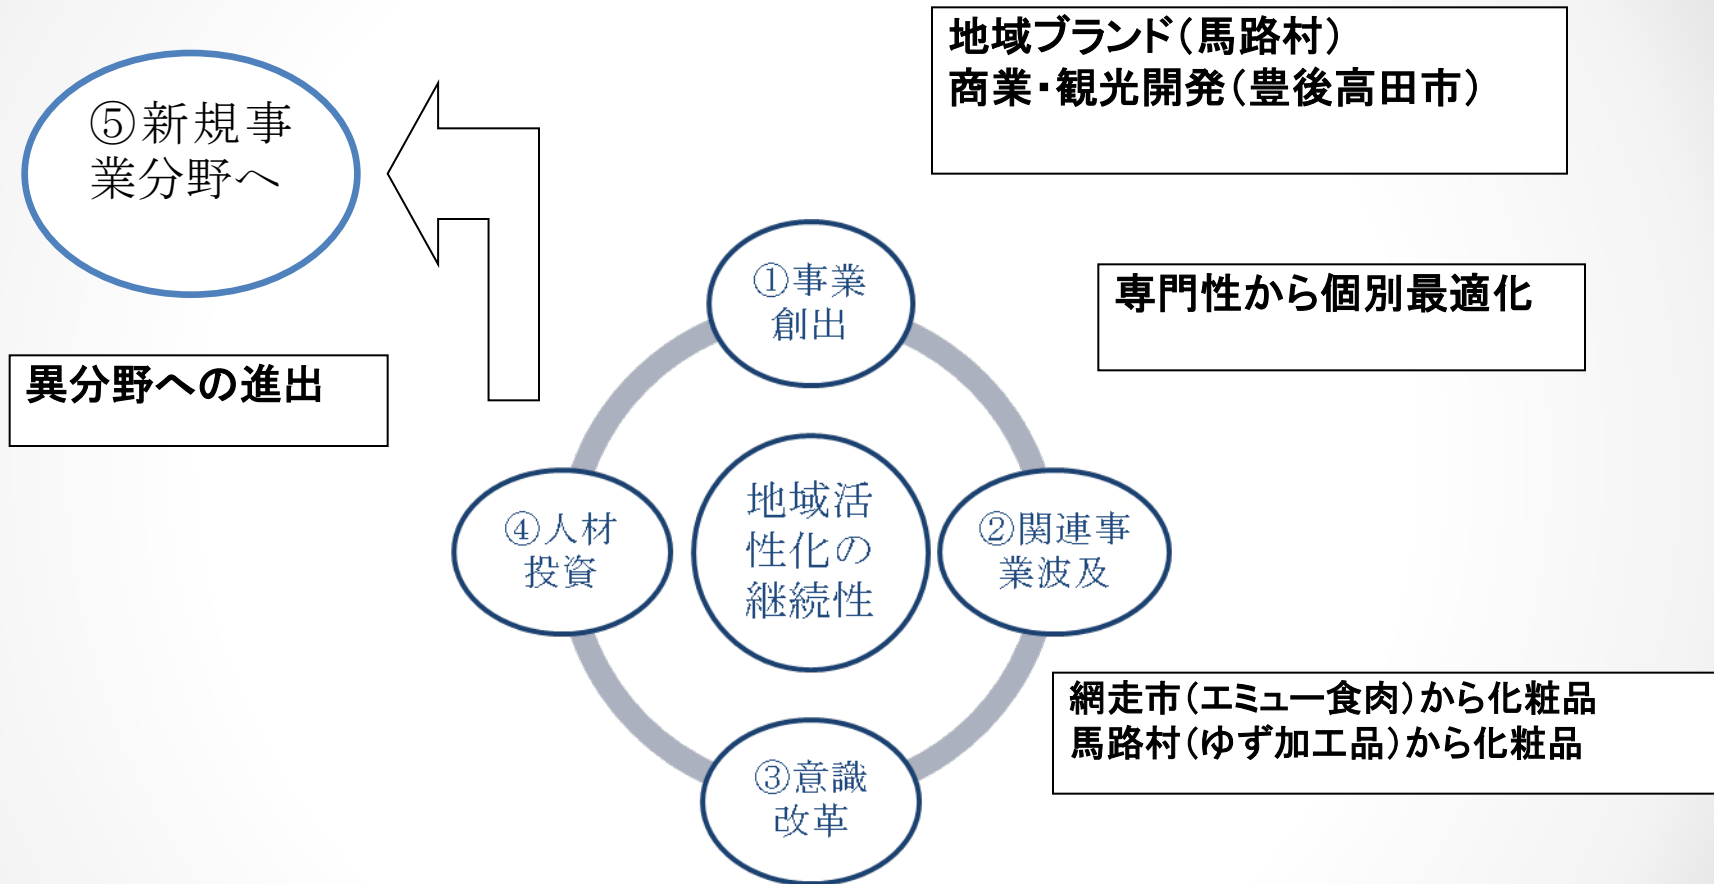 地域ブランド（馬路村）
商業・観光開発（豊後高田市）
⑤新規事
業分野へ
①事業
創出
専門性から個別最適化
異分野への進出
地域活
性化の
継続性
④人材
投資
②関連事
業波及
網走市（エミュー食肉）から化粧品
馬路村（ゆず加工品）から化粧品
③意識
改革